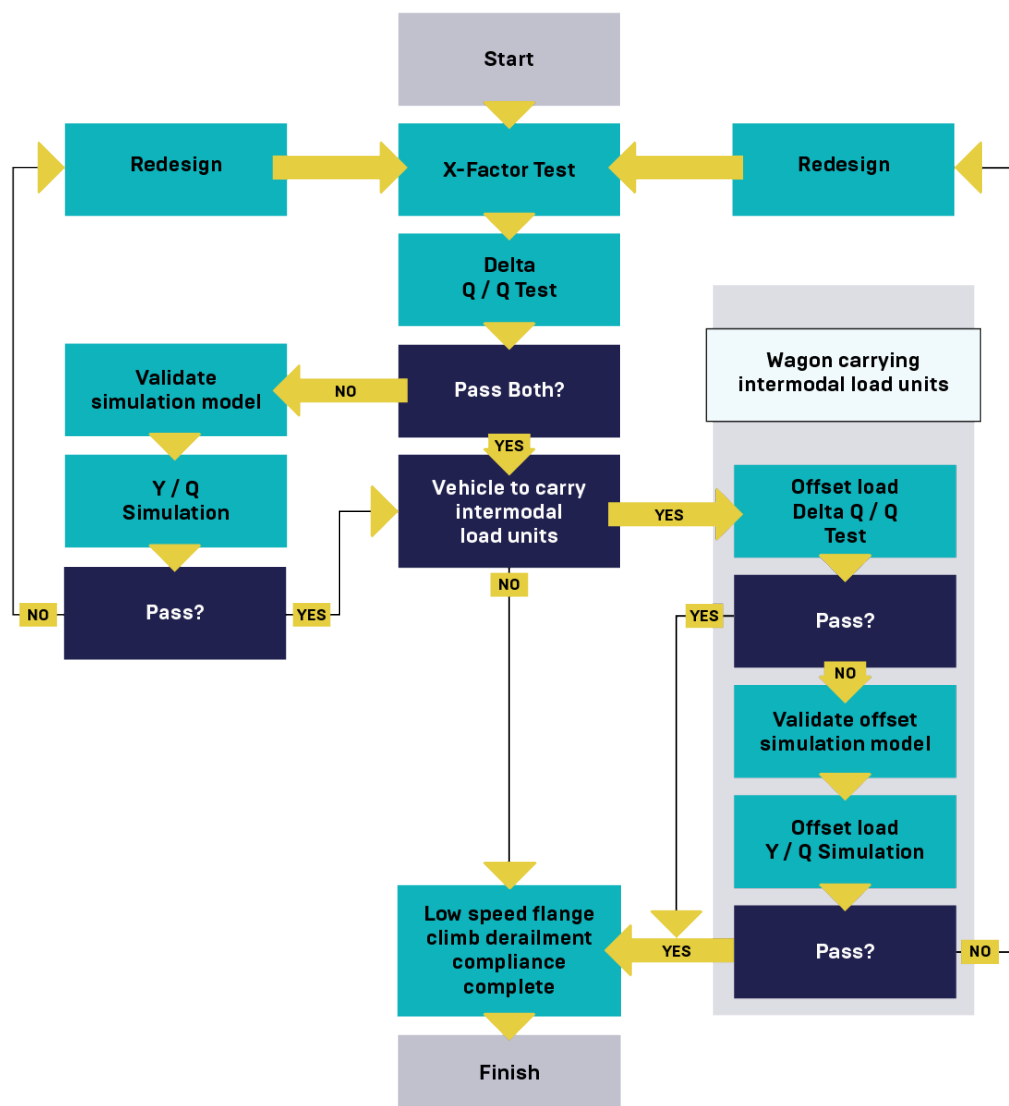 Start
Redesign
X-Factor Test
Redesign
Delta
Q / Q Test
Validate
simulation model
NO
Pass Both?
Wagon carrying
intermodal load units
YES
Y / Q
Simulation
Vehicle to carry
intermodal
load units
YES
Offset load
Delta Q / Q
Test
NO
Pass?
YES
NO
YES
Pass?
NO
Validate offset
simulation model
Offset load
Y / Q Simulation
Low speed flange
climb derailment
compliance
complete
YES
Pass?
NO
Finish